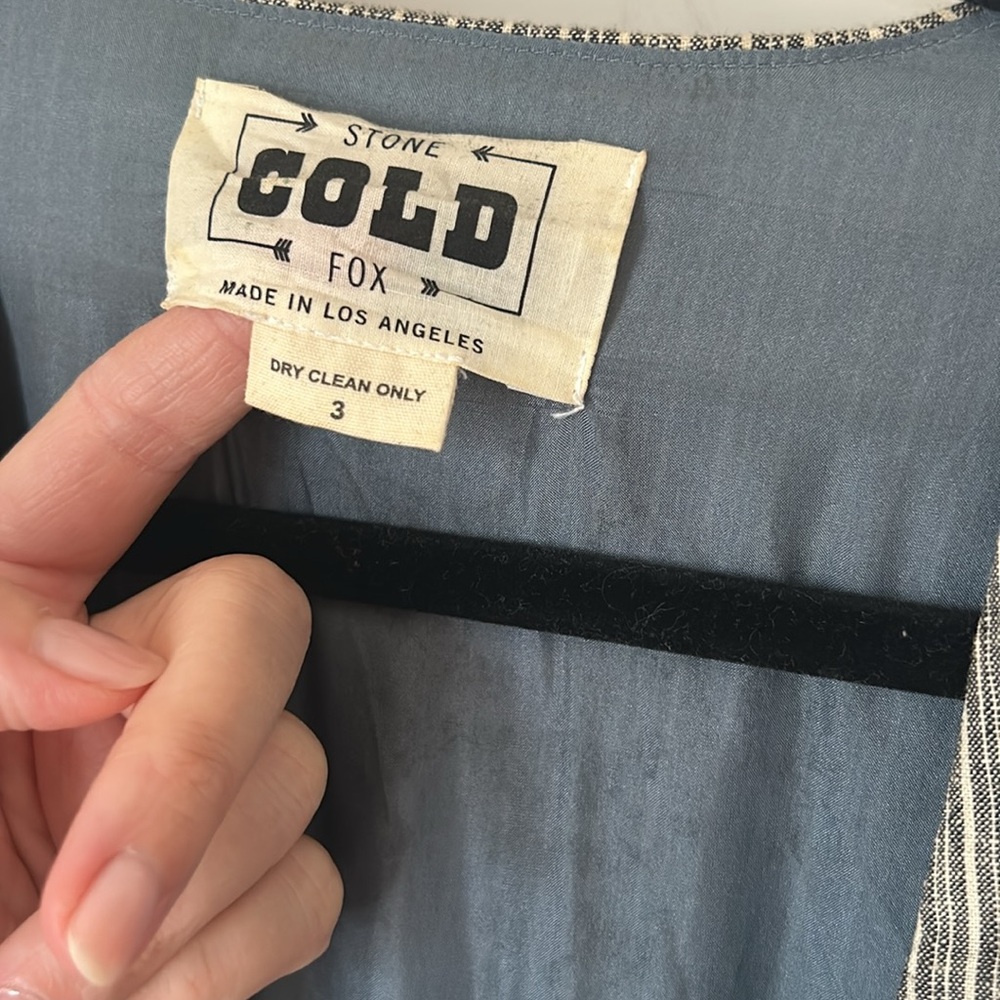 STONE
COLD
FOX
MADE IN LOS ANGELES
DRY CLEAN ONLY
3